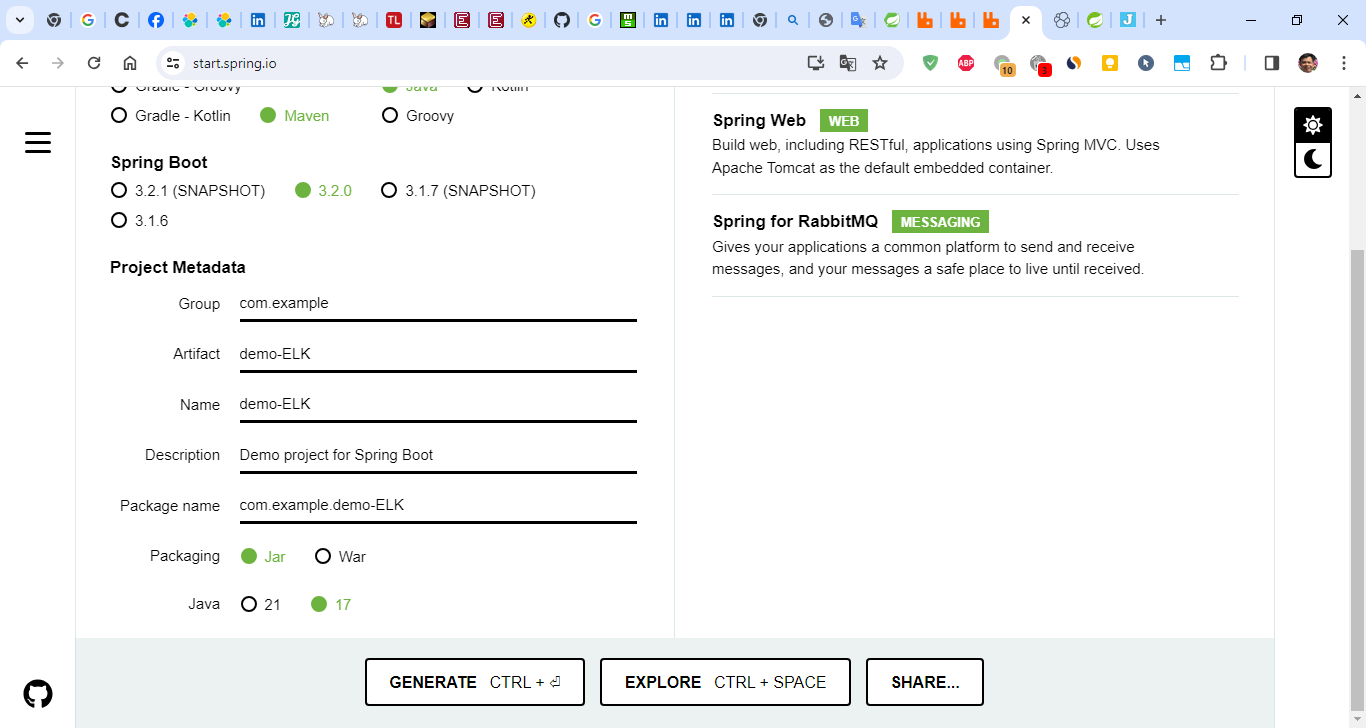 start.spring.io
10
3
ABP
Gradle - Groovy Java Kotlin
Gradle - Kotlin Maven Groovy
Spring Boot
3.2.1 (SNAPSHOT) 3.2.0 3.1.7 (SNAPSHOT)
3.1.6
Project Metadata
Group com.example
Artifact demo-ELK
Name demo-ELK
Description Demo project for Spring Boot
Package name com.example.demo-ELK
Packaging Jar War
Java 21 17
Spring Web WEB
Build web, including RESTful, applications using Spring MVC. Uses
Apache Tomcat as the default embedded container.
Spring for RabbitMQ MESSAGING
Gives your applications a common platform to send and receive
messages, and your messages a safe place to live until received.
GENERATE CTRL + ⏎ EXPLORE CTRL + SPACE SHARE...